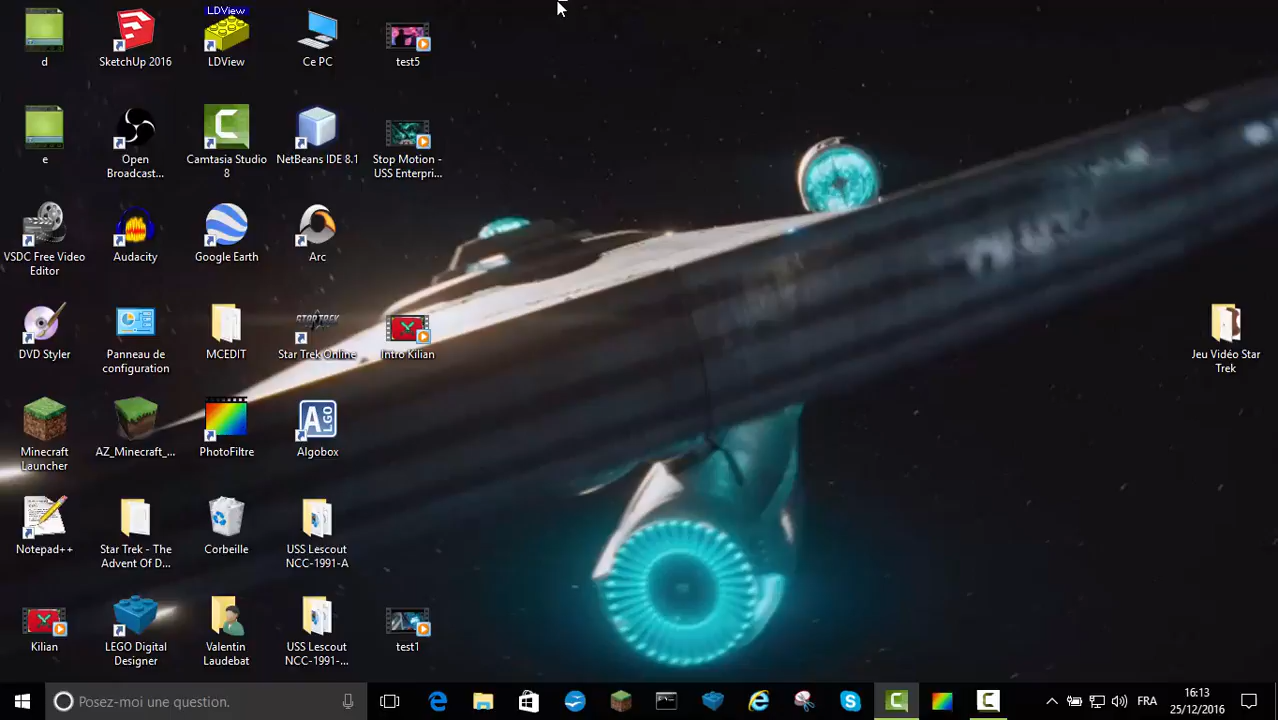 d
SketchUp 2016
LDView
LDView
Ce PC
test5
e
Open
Broadcast...
Camtasia Studio
8
NetBeans IDE 8.1
Stop Motion -
USS Enterpri...
VSDC Free Video
Editor
Audacity
Google Earth
Arc
DVD Styler
Panneau de
configuration
MCEDIT
STAR TREK
Star Trek Online
Intro Kilian
Jeu Vidéo Star
Trek
Minecraft
Launcher
AZ_Minecraft_...
PhotoFiltre
A LGO
Algobox
Notepad++
Star Trek - The
Advent Of D...
Corbeille
USS Lescout
NCC-1991-A
Kilian
LEGO Digital
Designer
Valentin
Laudebat
USS Lescout
NCC-1991-...
test1
Posez-moi une question.
FRA
16:13
25/12/2016